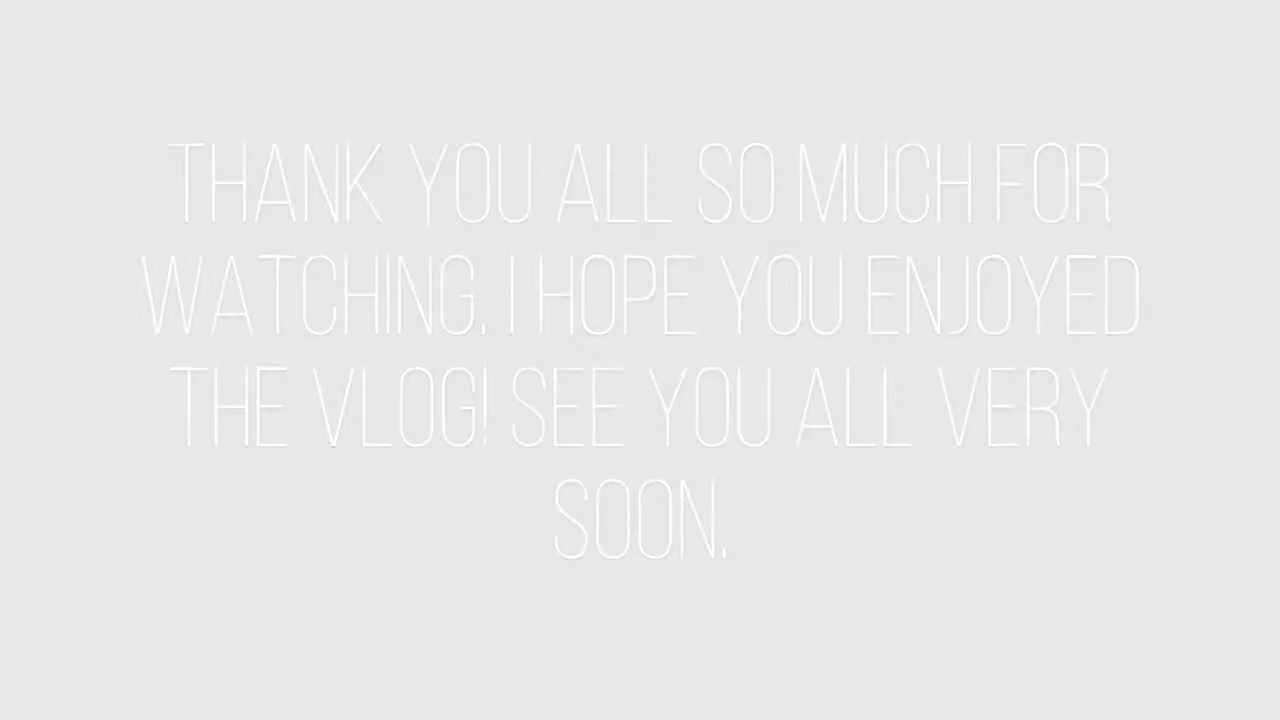 THANK YOU ALL SO MUCH FOR
WATCHING. I HOPE YOU ENJOYED
THE VLOG! SEE YOU ALL VERY
SOON.